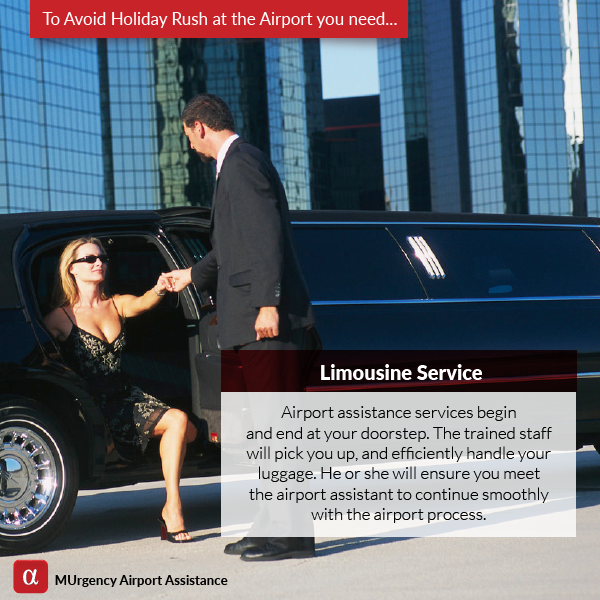 To Avoid Holiday Rush at the Airport you need...
Limousine Service
Airport assistance services begin
and end at your doorstep. The trained staff
will pick you up, and efficiently handle your
luggage. He or she will ensure you meet
the airport assistant to continue smoothly
with the airport process.
α
MUrgency Airport Assistance